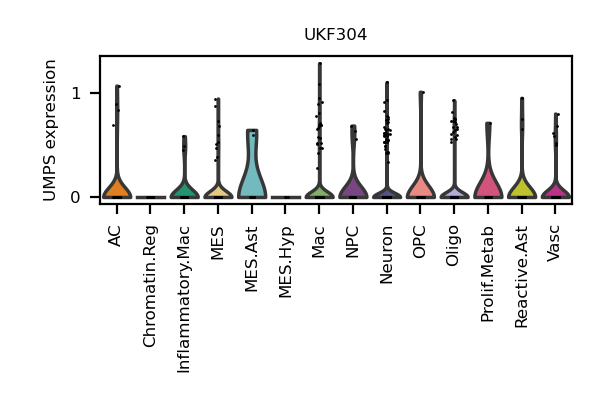 UKF304
UMPS expression
1
0
AC
Chromatin.Reg
Inflammatory.Mac
MES
MES.Ast
MES.Hyp
Mac
NPC
Neuron
OPC
Oligo
Prolif.Metab
Reactive.Ast
Vasc